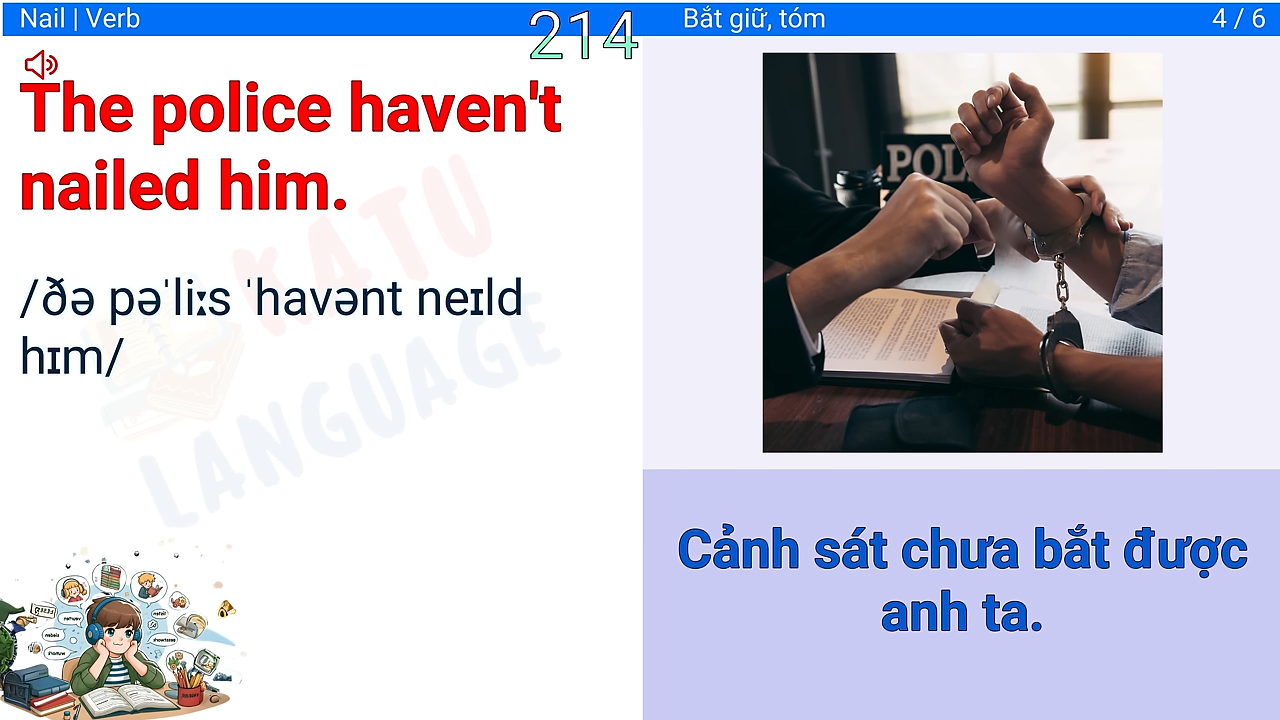 Nail | Verb
214
Bắt giữ, tóm
4 / 6
The police haven't
nailed him.
/ðə pəˈliːs ˈhavənt neɪld
hɪm/
KATU
LANGUAGE
POL
Cảnh sát chưa bắt được
anh ta.